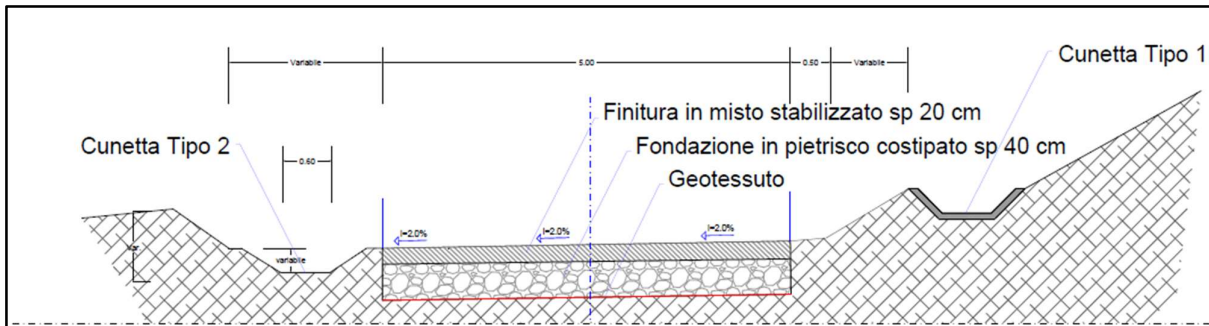 Variabile
5.00
0.50
Variabile
Cunetta Tipo 1
Finitura in misto stabilizzato sp 20 cm
Cunetta Tipo 2
Fondazione in pietrisco costipato sp 40 cm
0.60
Geotessuto
i=2.0%
i=2.0%
i=2.0%
var.
variabile